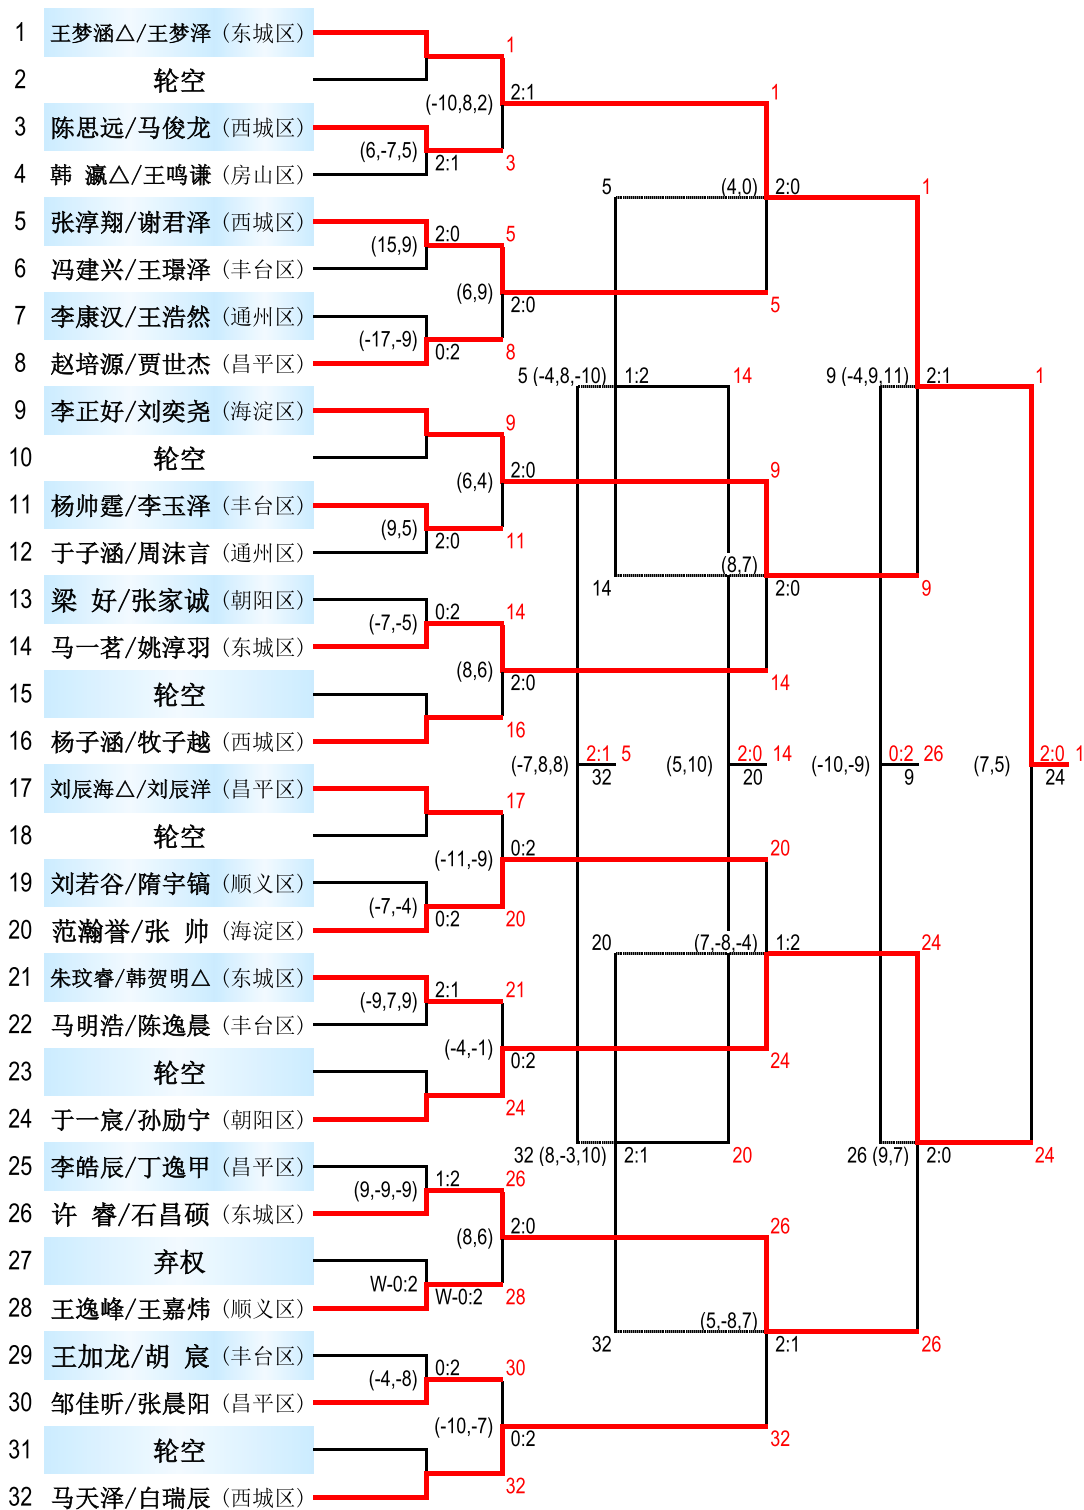 1 王梦涵△/王梦泽 (东城区)
1
2 轮空
(-10,8,2) 2:1 1
3 陈思远/马俊龙 (西城区)
(6,-7,5) 2:1 3
4 韩 瀛△/王鸣谦 (房山区)
5 (4,0) 2:0 1
5 张淳翔/谢君泽 (西城区)
(15,9) 2:0 5
6 冯建兴/王璟泽 (丰台区)
(6,9) 2:0 5
7 李康汉/王浩然 (通州区)
(-17,-9) 0:2 8
8 赵培源/贾世杰 (昌平区)
5 (-4,8,-10) 1:2 14 9 (-4,9,11) 2:1 1
9 李正好/刘奕尧 (海淀区)
9
10 轮空
(6,4) 2:0 9
11 杨帅霆/李玉泽 (丰台区)
(9,5) 2:0 11
12 于子涵/周沫言 (通州区)
14 (8,7) 2:0 9
13 梁 好/张家诚 (朝阳区)
(-7,-5) 0:2 14
14 马一茗/姚淳羽 (东城区)
(8,6) 2:0 14
15 轮空
16
16 杨子涵/牧子越 (西城区)
(-7,8,8) 2:1 5 (5,10) 2:0 14 (-10,-9) 0:2 26 (7,5) 2:0 1
32 20 9 24
17 刘辰海△/刘辰洋 (昌平区)
17
18 轮空
(-11,-9) 0:2 20
19 刘若谷/隋宇镐 (顺义区)
(-7,-4) 0:2 20
20 范瀚誉/张 帅 (海淀区)
20 (7,-8,-4) 1:2 24
21 朱玟睿/韩贺明△ (东城区)
(-9,7,9) 2:1 21
22 马明浩/陈逸晨 (丰台区)
(-4,-1) 0:2 24
23 轮空
24
24 于一宸/孙励宁 (朝阳区)
32 (8,-3,10) 2:1 20 26 (9,7) 2:0 24
25 李皓辰/丁逸甲 (昌平区)
(9,-9,-9) 1:2 26
26 许 睿/石昌硕 (东城区)
(8,6) 2:0 26
27 弃权
W-0:2 W-0:2 28
28 王逸峰/王嘉炜 (顺义区)
32 (5,-8,7) 2:1 26
29 王加龙/胡 宸 (丰台区)
(-4,-8) 0:2 30
30 邹佳昕/张晨阳 (昌平区)
(-10,-7) 0:2 32
31 轮空
32
32 马天泽/白瑞辰 (西城区)